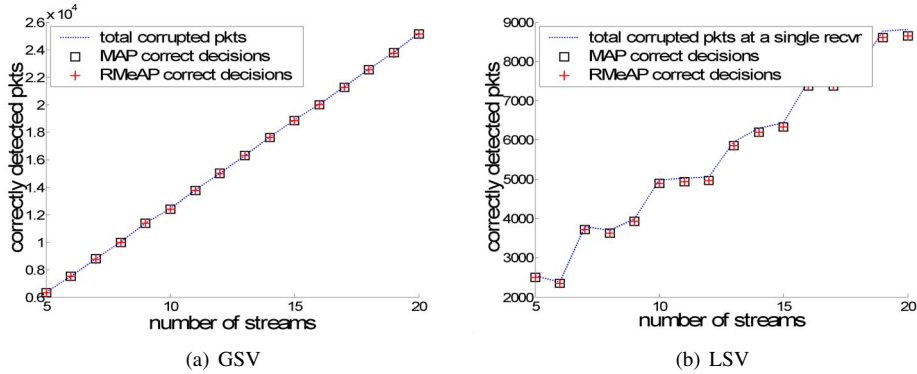 ×10⁴
2.6
2.4
2.2
2
1.8
1.6
1.4
1.2
1
0.8
0.6
correctly detected pkts
total corrupted pkts
MAP correct decisions
RMeAP correct decisions
5 10 15 20
number of streams
(a) GSV
9000
8000
7000
6000
5000
4000
3000
2000
correctly detected pkts
total corrupted pkts at a single recvr
MAP correct decisions
RMeAP correct decisions
5 10 15 20
number of streams
(b) LSV